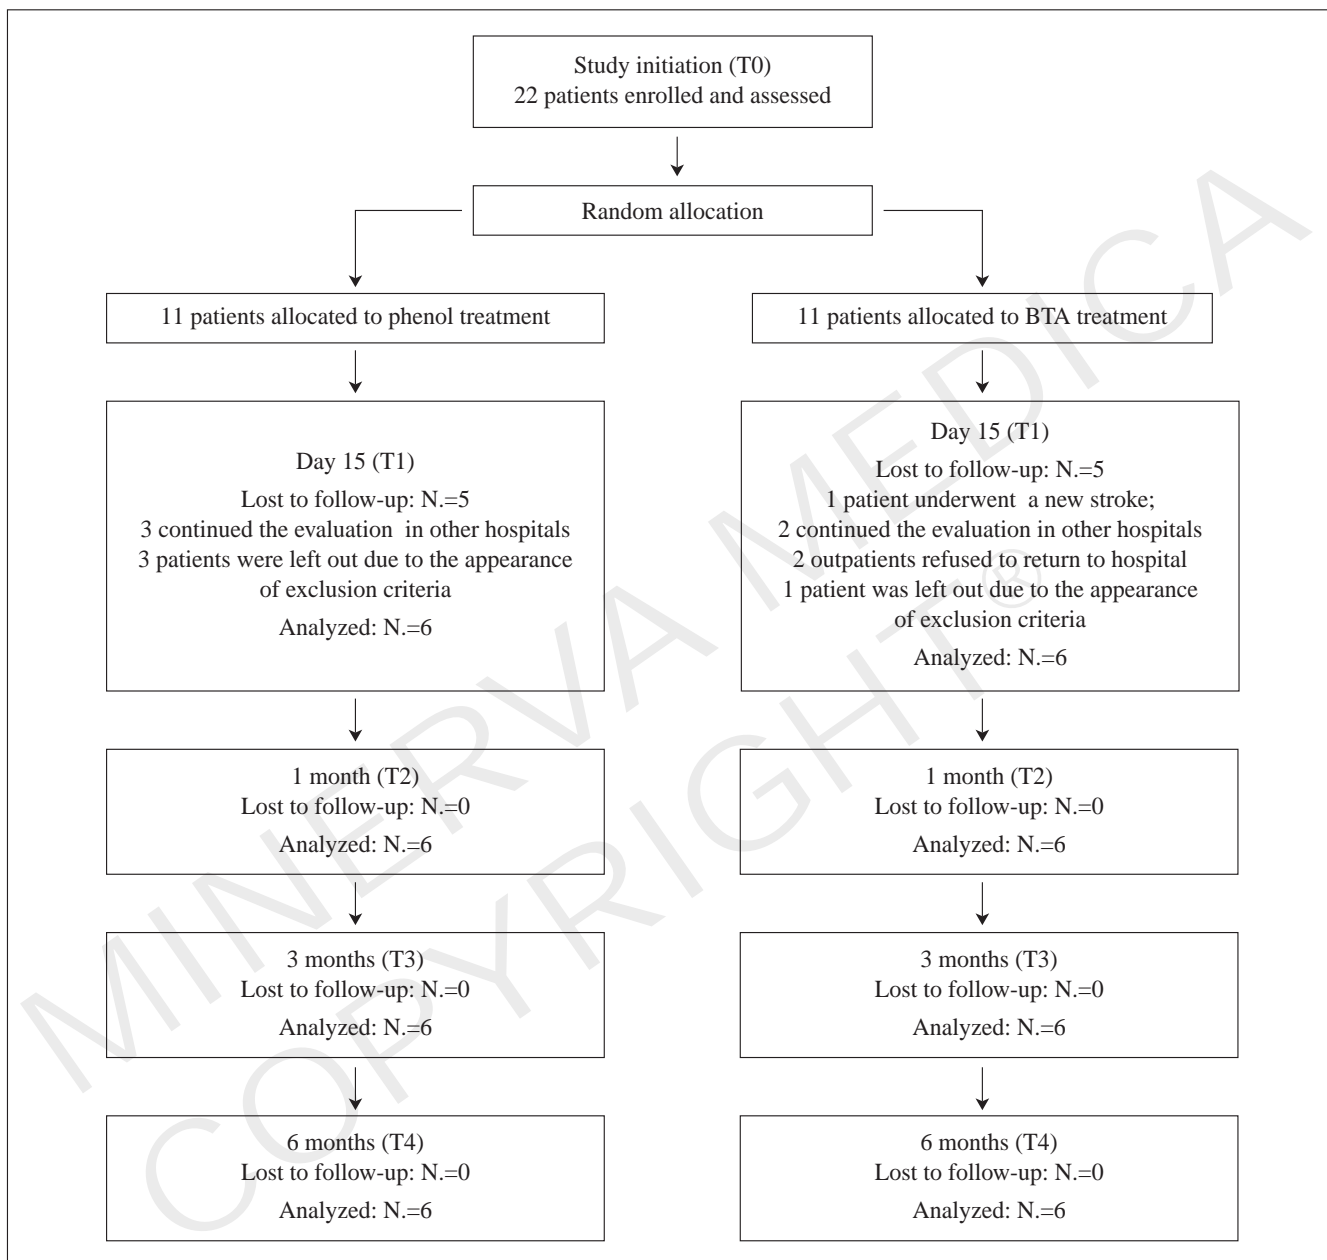 Study initiation (T0)
22 patients enrolled and assessed
Random allocation
11 patients allocated to phenol treatment
11 patients allocated to BTA treatment
Day 15 (T1)
Lost to follow-up: N.=5
3 continued the evaluation in other hospitals
3 patients were left out due to the appearance
of exclusion criteria
Analyzed: N.=6
Day 15 (T1)
Lost to follow-up: N.=5
1 patient underwent a new stroke;
2 continued the evaluation in other hospitals
2 outpatients refused to return to hospital
1 patient was left out due to the appearance
of exclusion criteria
Analyzed: N.=6
1 month (T2)
Lost to follow-up: N.=0
Analyzed: N.=6
1 month (T2)
Lost to follow-up: N.=0
Analyzed: N.=6
3 months (T3)
Lost to follow-up: N.=0
Analyzed: N.=6
3 months (T3)
Lost to follow-up: N.=0
Analyzed: N.=6
6 months (T4)
Lost to follow-up: N.=0
Analyzed: N.=6
6 months (T4)
Lost to follow-up: N.=0
Analyzed: N.=6
MINERVA MEDICA
COPYRIGHT®